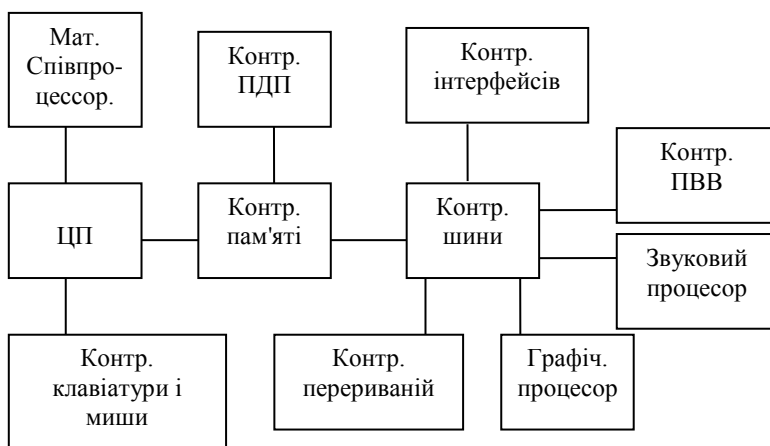 Мат.
Співпро-
цессор.
Контр.
ПДП
Контр.
інтерфейсів
Контр.
ПВВ
ЦП
Контр.
пам'яті
Контр.
шини
Звуковий
процесор
Контр.
клавіатури і
миши
Контр.
перериваній
Графіч.
процесор